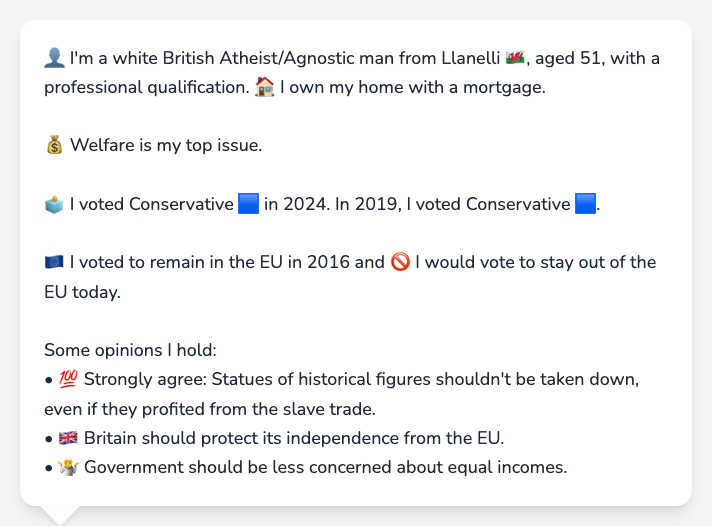 👤 I'm a white British Atheist/Agnostic man from Llanelli 🏴󠁧󠁢󠁷󠁬󠁳󠁿, aged 51, with a
professional qualification. 🏠 I own my home with a mortgage.
💰 Welfare is my top issue.
🗳️ I voted Conservative 🟦 in 2024. In 2019, I voted Conservative 🟦.
🇪🇺 I voted to remain in the EU in 2016 and 🚫 I would vote to stay out of the
EU today.
Some opinions I hold:
• 💯 Strongly agree: Statues of historical figures shouldn't be taken down,
even if they profited from the slave trade.
• 🇬🇧 Britain should protect its independence from the EU.
• 🤷 Government should be less concerned about equal incomes.